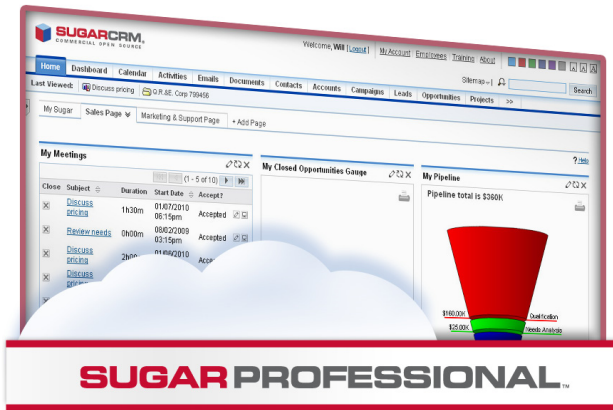 SUGARCRM.
COMMERCIAL OPEN SOURCE
Welcome, Will [ Logout ] My Account Employees Training About
Sitemap Search
Home Dashboard Calendar Activities Emails Documents Contacts Accounts Campaigns Leads Opportunities Projects >>
Last Viewed: Discuss pricing Q.R.&E. Corp 799456
My Sugar Sales Page Marketing & Support Page + Add Page
? Help
My Meetings
(1 - 5 of 10)
Close Subject Duration Start Date Accept?
Discuss pricing 1h30m 01/07/2010 06:15pm Accepted
Review needs 0h00m 08/02/2009 03:15pm Accepted
Discuss pricing
Discuss
My Closed Opportunities Gauge
My Pipeline
Pipeline total is $360K
$160.00K Qualification
$25.00K Needs Analysis
SUGAR PROFESSIONAL™